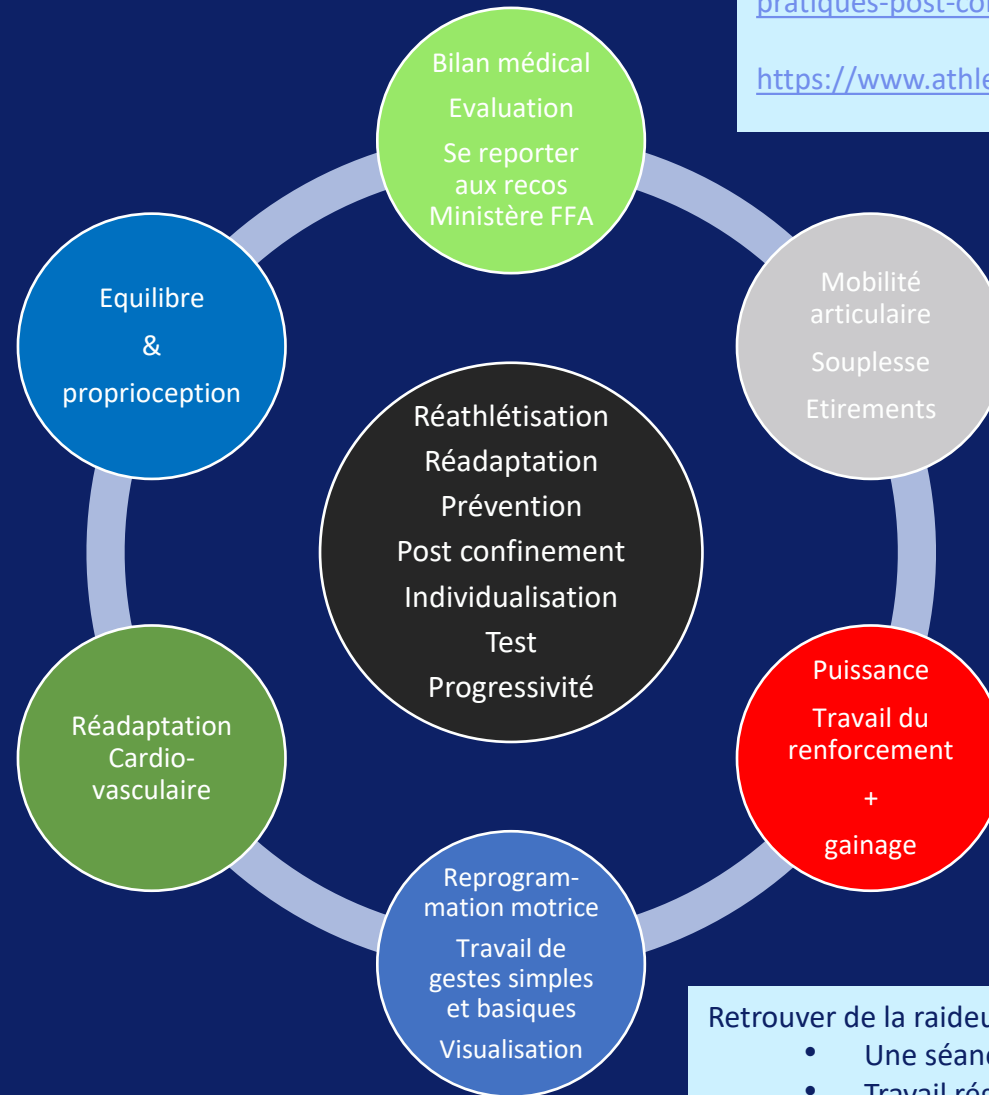 pratiques-post-con
https://www.athle
Bilan médical
Evaluation
Se reporter
aux recos
Ministère FFA
Mobilité
articulaire
Souplesse
Etirements
Equilibre
&
proprioception
Réathlétisation
Réadaptation
Prévention
Post confinement
Individualisation
Test
Progressivité
Puissance
Travail du
renforcement
+
gainage
Réadaptation
Cardio-
vasculaire
Reprogram-
mation motrice
Travail de
gestes simples
et basiques
Visualisation
Retrouver de la raideu
• Une séanc
• Travail